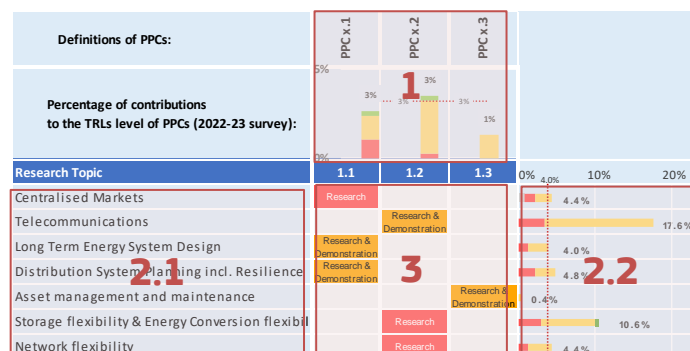 Definitions of PPCs:
PPC x.1
PPC x.2
PPC x.3
Percentage of contributions
to the TRLs level of PPCs (2022-23 survey):
5%
0%
3%
3%
1%
3%
3%
1
Research Topic
1.1
1.2
1.3
0%
4.0%
10%
20%
Centralised Markets
Research
4.4%
Telecommunications
Research &
Demonstration
17.6%
Long Term Energy System Design
Research &
Demonstration
4.0%
Distribution System Planning incl. Resilience
Research &
Demonstration
4.8%
Asset management and maintenance
Research &
Demonstration
0.4%
Storage flexibility & Energy Conversion flexibil
Research
10.6%
Network flexibility
Research
4.4%
2.1
3
2.2